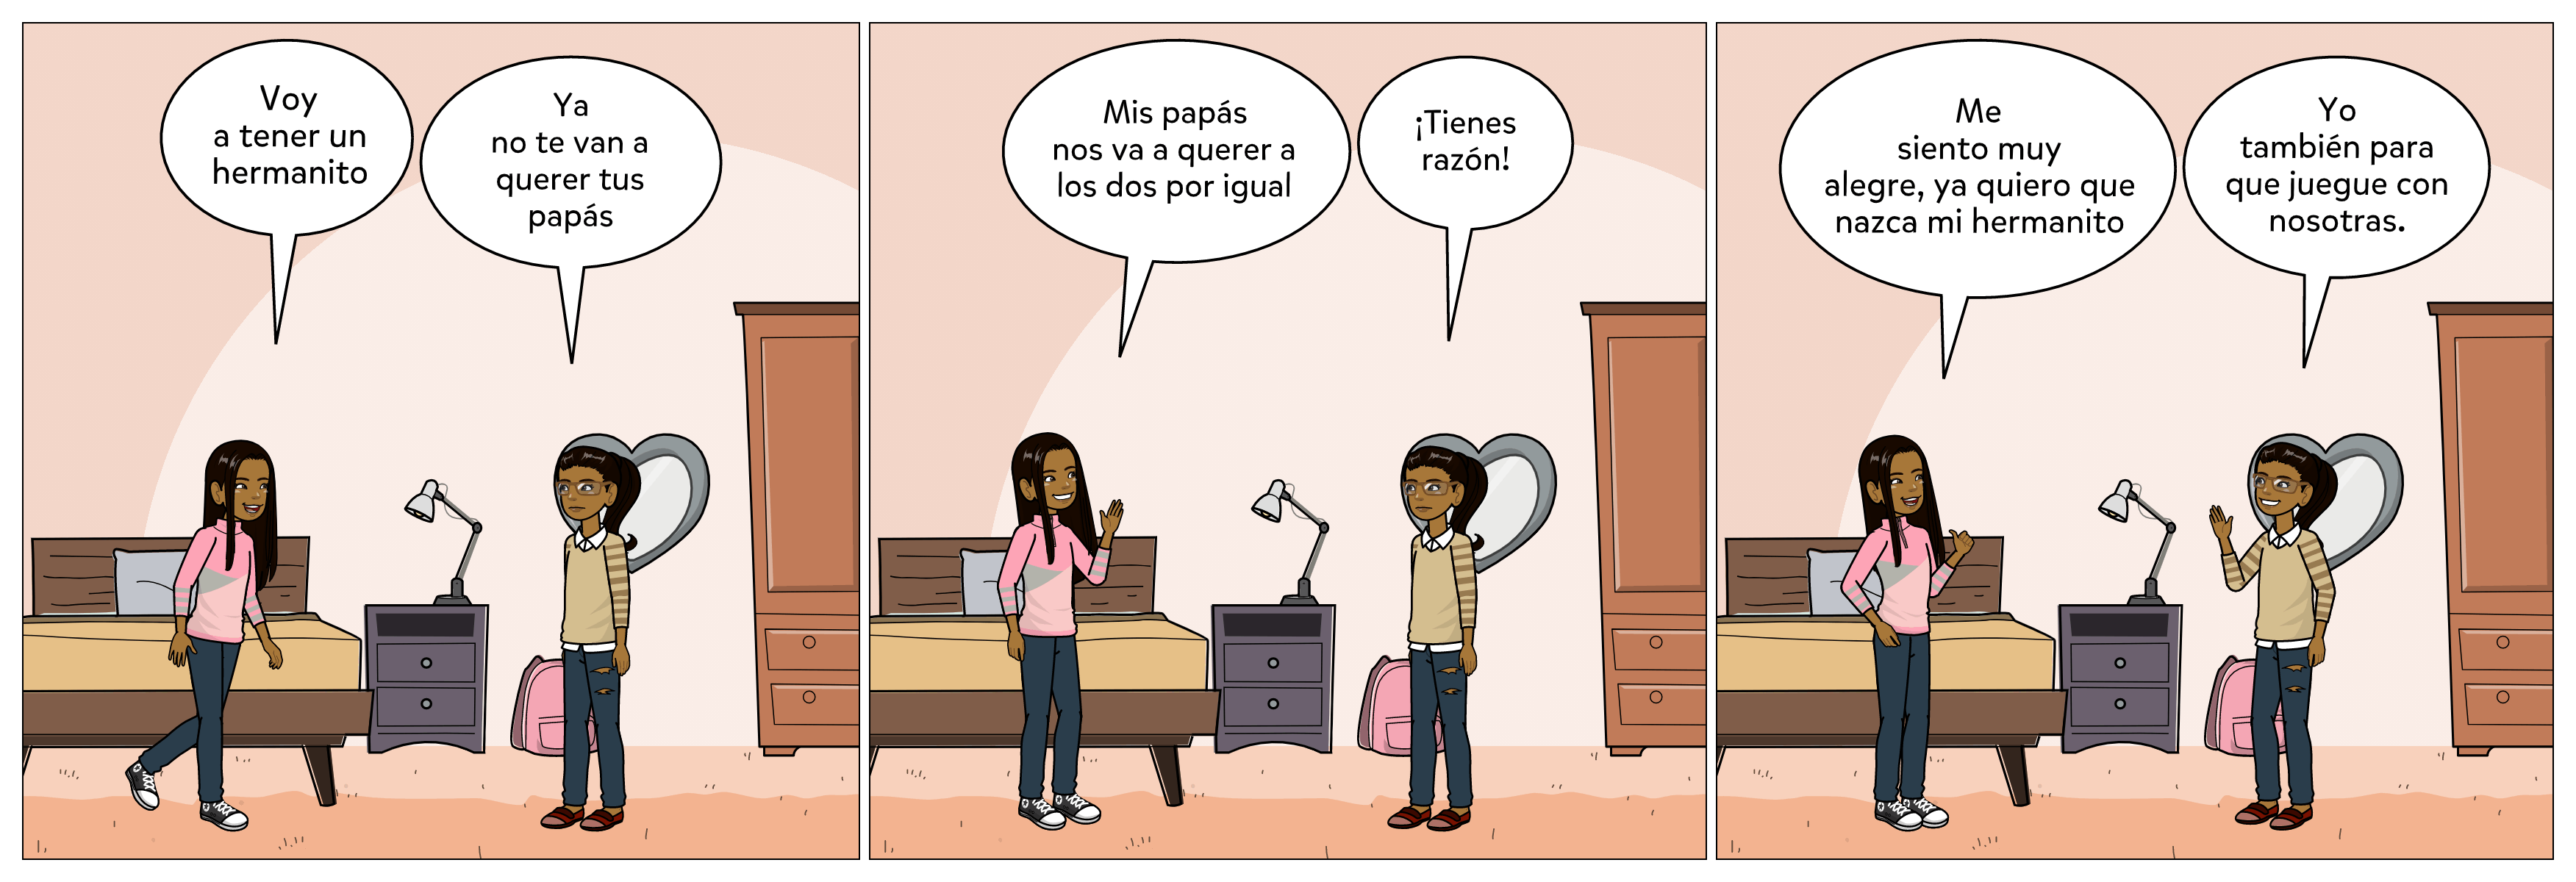 Voy
a tener un
hermanito
Ya
no te van a
querer tus
papás
Mis papás
nos va a querer a
los dos por igual
¡Tienes
razón!
Me
siento muy
alegre, ya quiero que
nazca mi hermanito
Yo
también para
que juegue con
nosotras.